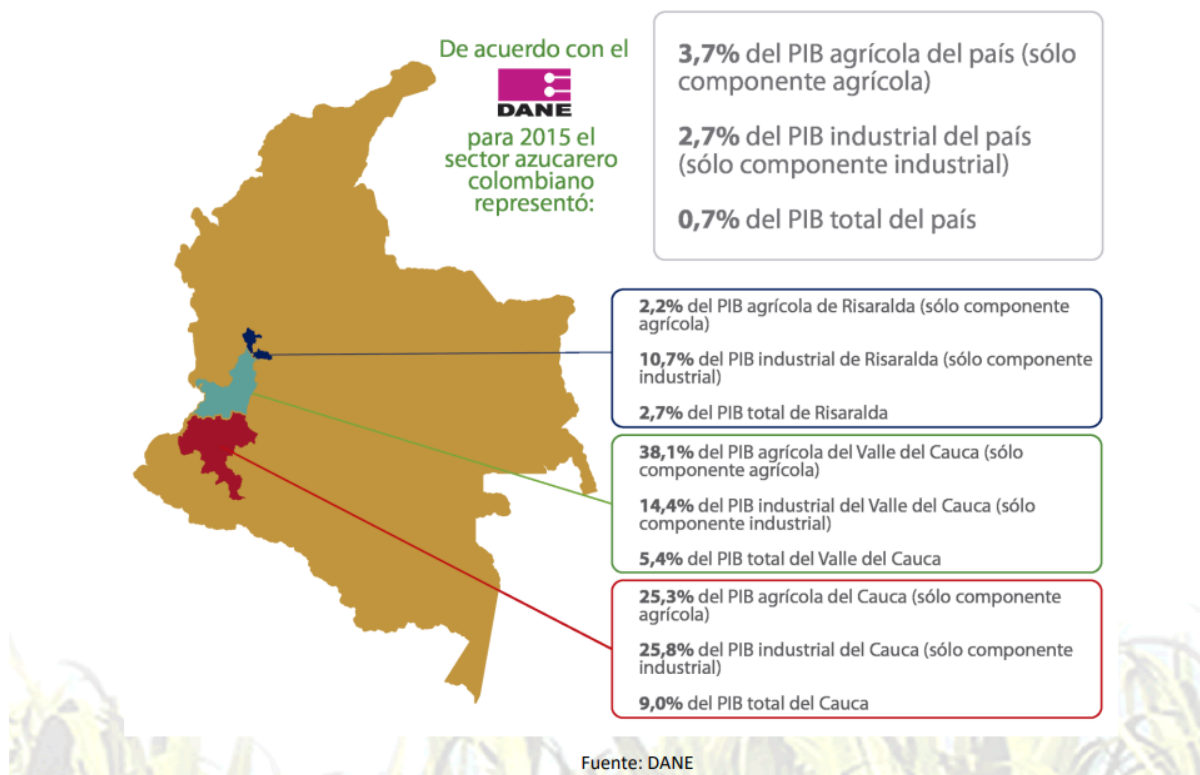 De acuerdo con el
DANE
para 2015 el
sector azucarero
colombiano
representó:
3,7% del PIB agrícola del país (sólo
componente agrícola)
2,7% del PIB industrial del país
(sólo componente industrial)
0,7% del PIB total del país
2,2% del PIB agrícola de Risaralda (sólo componente
agrícola)
10,7% del PIB industrial de Risaralda (sólo componente
industrial)
2,7% del PIB total de Risaralda
38,1% del PIB agrícola del Valle del Cauca (sólo
componente agrícola)
14,4% del PIB industrial del Valle del Cauca (sólo
componente industrial)
5,4% del PIB total del Valle del Cauca
25,3% del PIB agrícola del Cauca (sólo componente
agrícola)
25,8% del PIB industrial del Cauca (sólo componente
industrial)
9,0% del PIB total del Cauca
Fuente: DANE